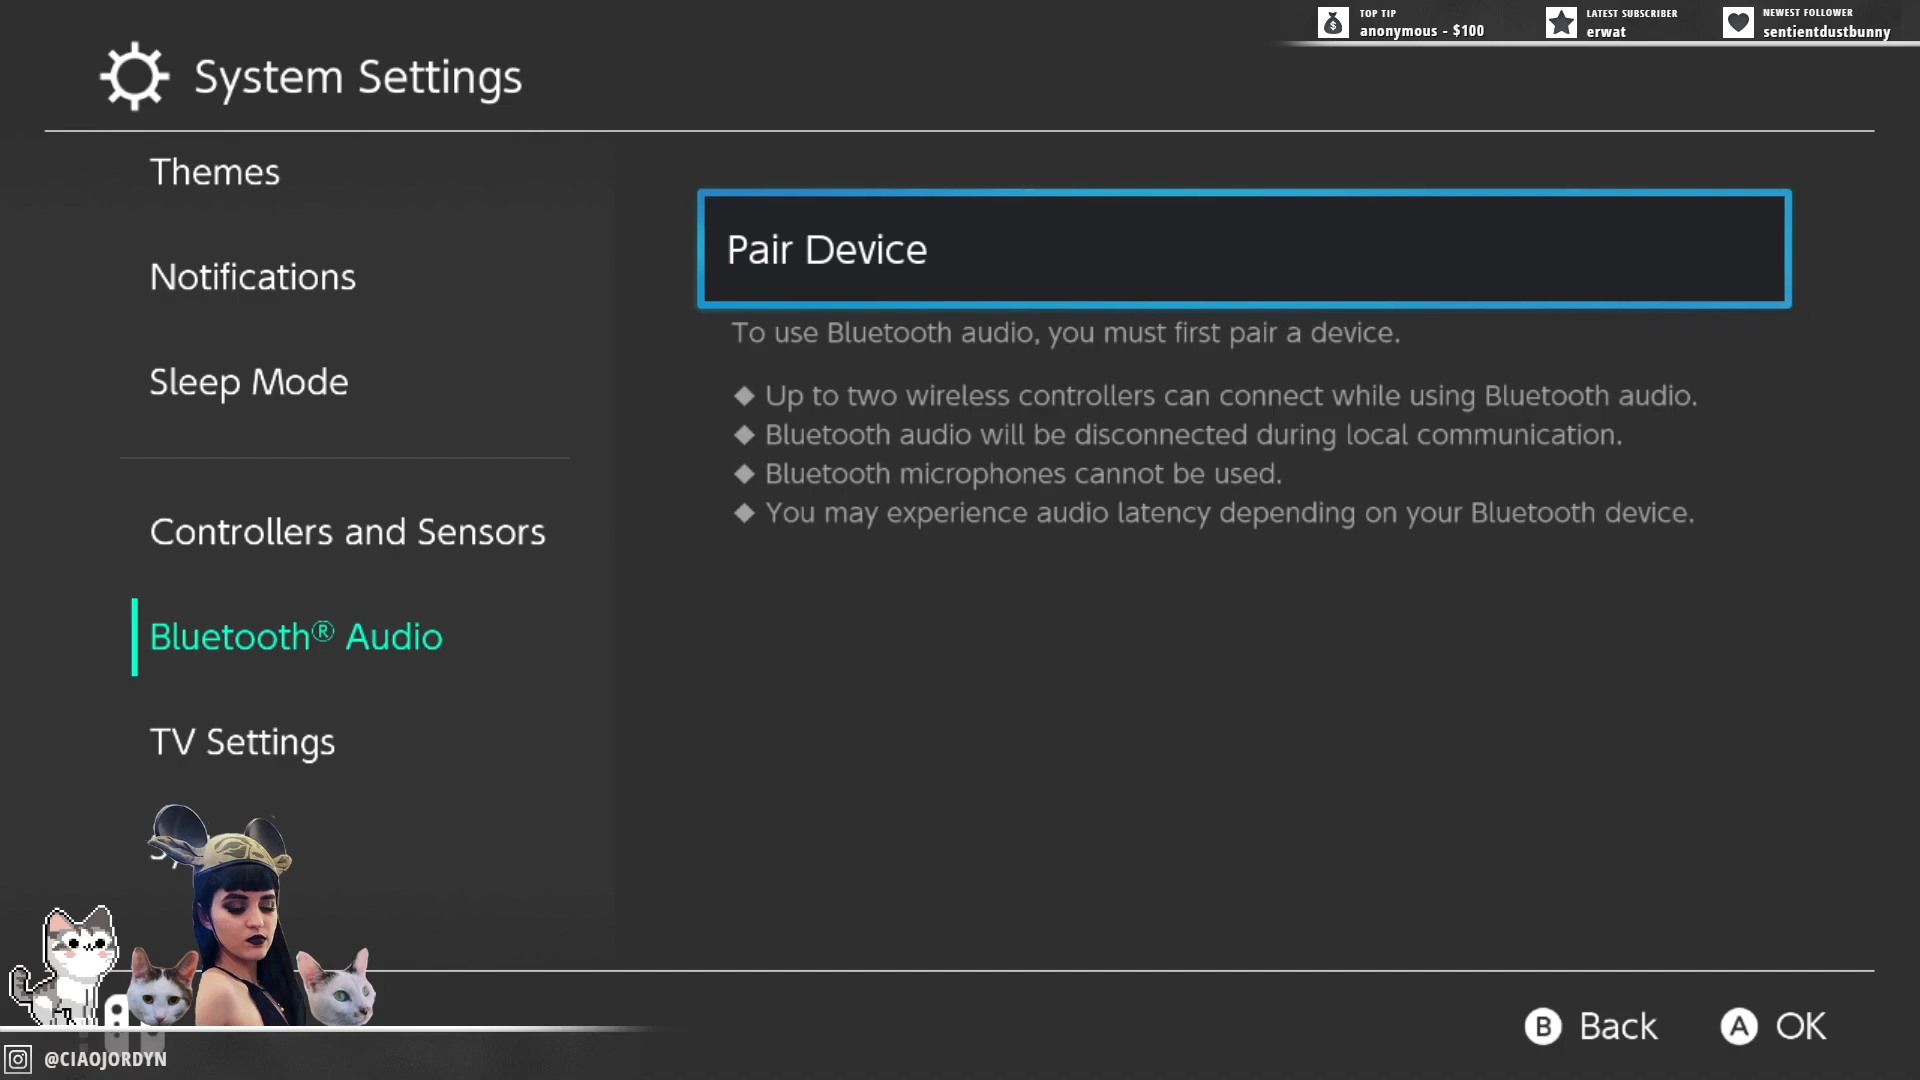 TOP TIP
anonymous - $100
LATEST SUBSCRIBER
erwat
NEWEST FOLLOWER
sentientdustbunny
System Settings
Themes
Notifications
Sleep Mode
Controllers and Sensors
Bluetooth® Audio
TV Settings
Pair Device
To use Bluetooth audio, you must first pair a device.
◆ Up to two wireless controllers can connect while using Bluetooth audio.
◆ Bluetooth audio will be disconnected during local communication.
◆ Bluetooth microphones cannot be used.
◆ You may experience audio latency depending on your Bluetooth device.
B Back
A OK
@CIAOJORDYN